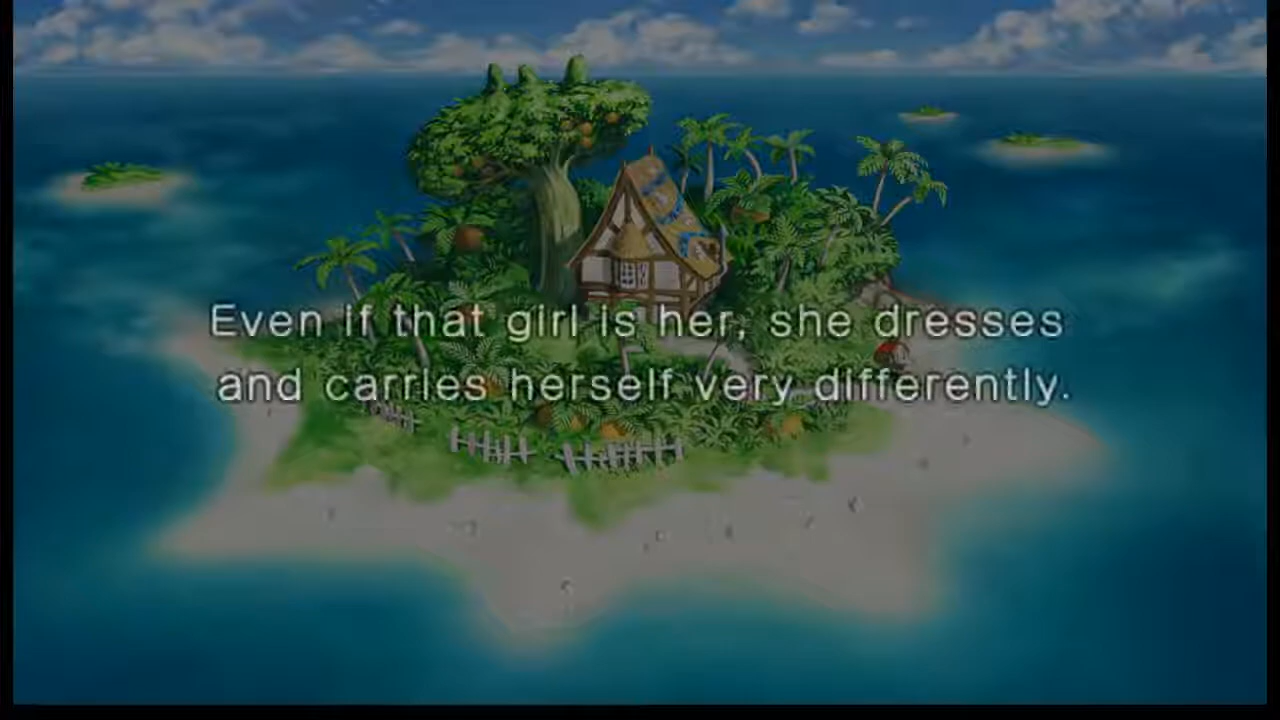 Even if that girl is her, she dresses
and carries herself very differently.